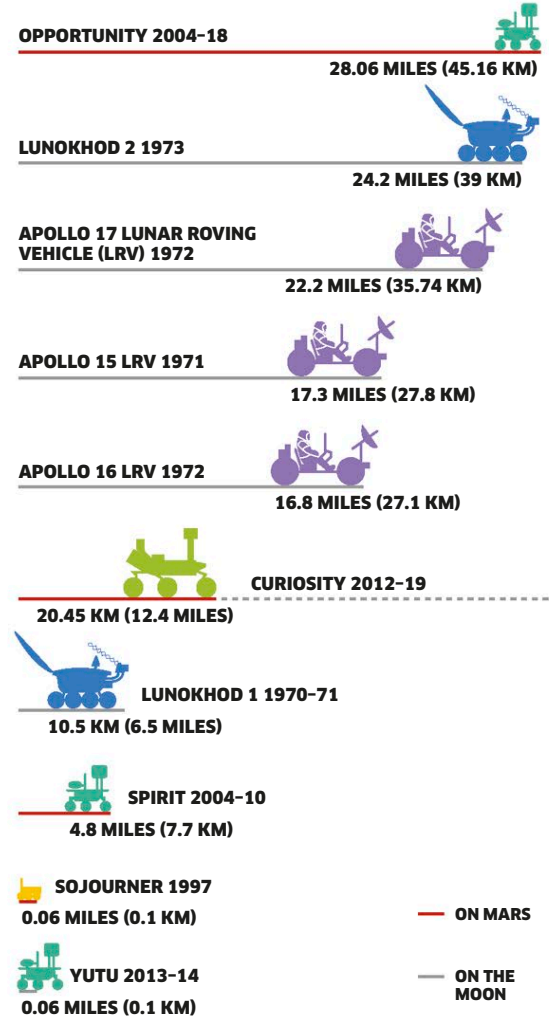 OPPORTUNITY 2004–18
28.06 MILES (45.16 KM)
LUNOKHOD 2 1973
24.2 MILES (39 KM)
APOLLO 17 LUNAR ROVING
VEHICLE (LRV) 1972
22.2 MILES (35.74 KM)
APOLLO 15 LRV 1971
17.3 MILES (27.8 KM)
APOLLO 16 LRV 1972
16.8 MILES (27.1 KM)
CURIOSITY 2012–19
20.45 KM (12.4 MILES)
LUNOKHOD 1 1970–71
10.5 KM (6.5 MILES)
SPIRIT 2004–10
4.8 MILES (7.7 KM)
SOJOURNER 1997
0.06 MILES (0.1 KM)
YUTU 2013–14
0.06 MILES (0.1 KM)
ON MARS
ON THE
MOON